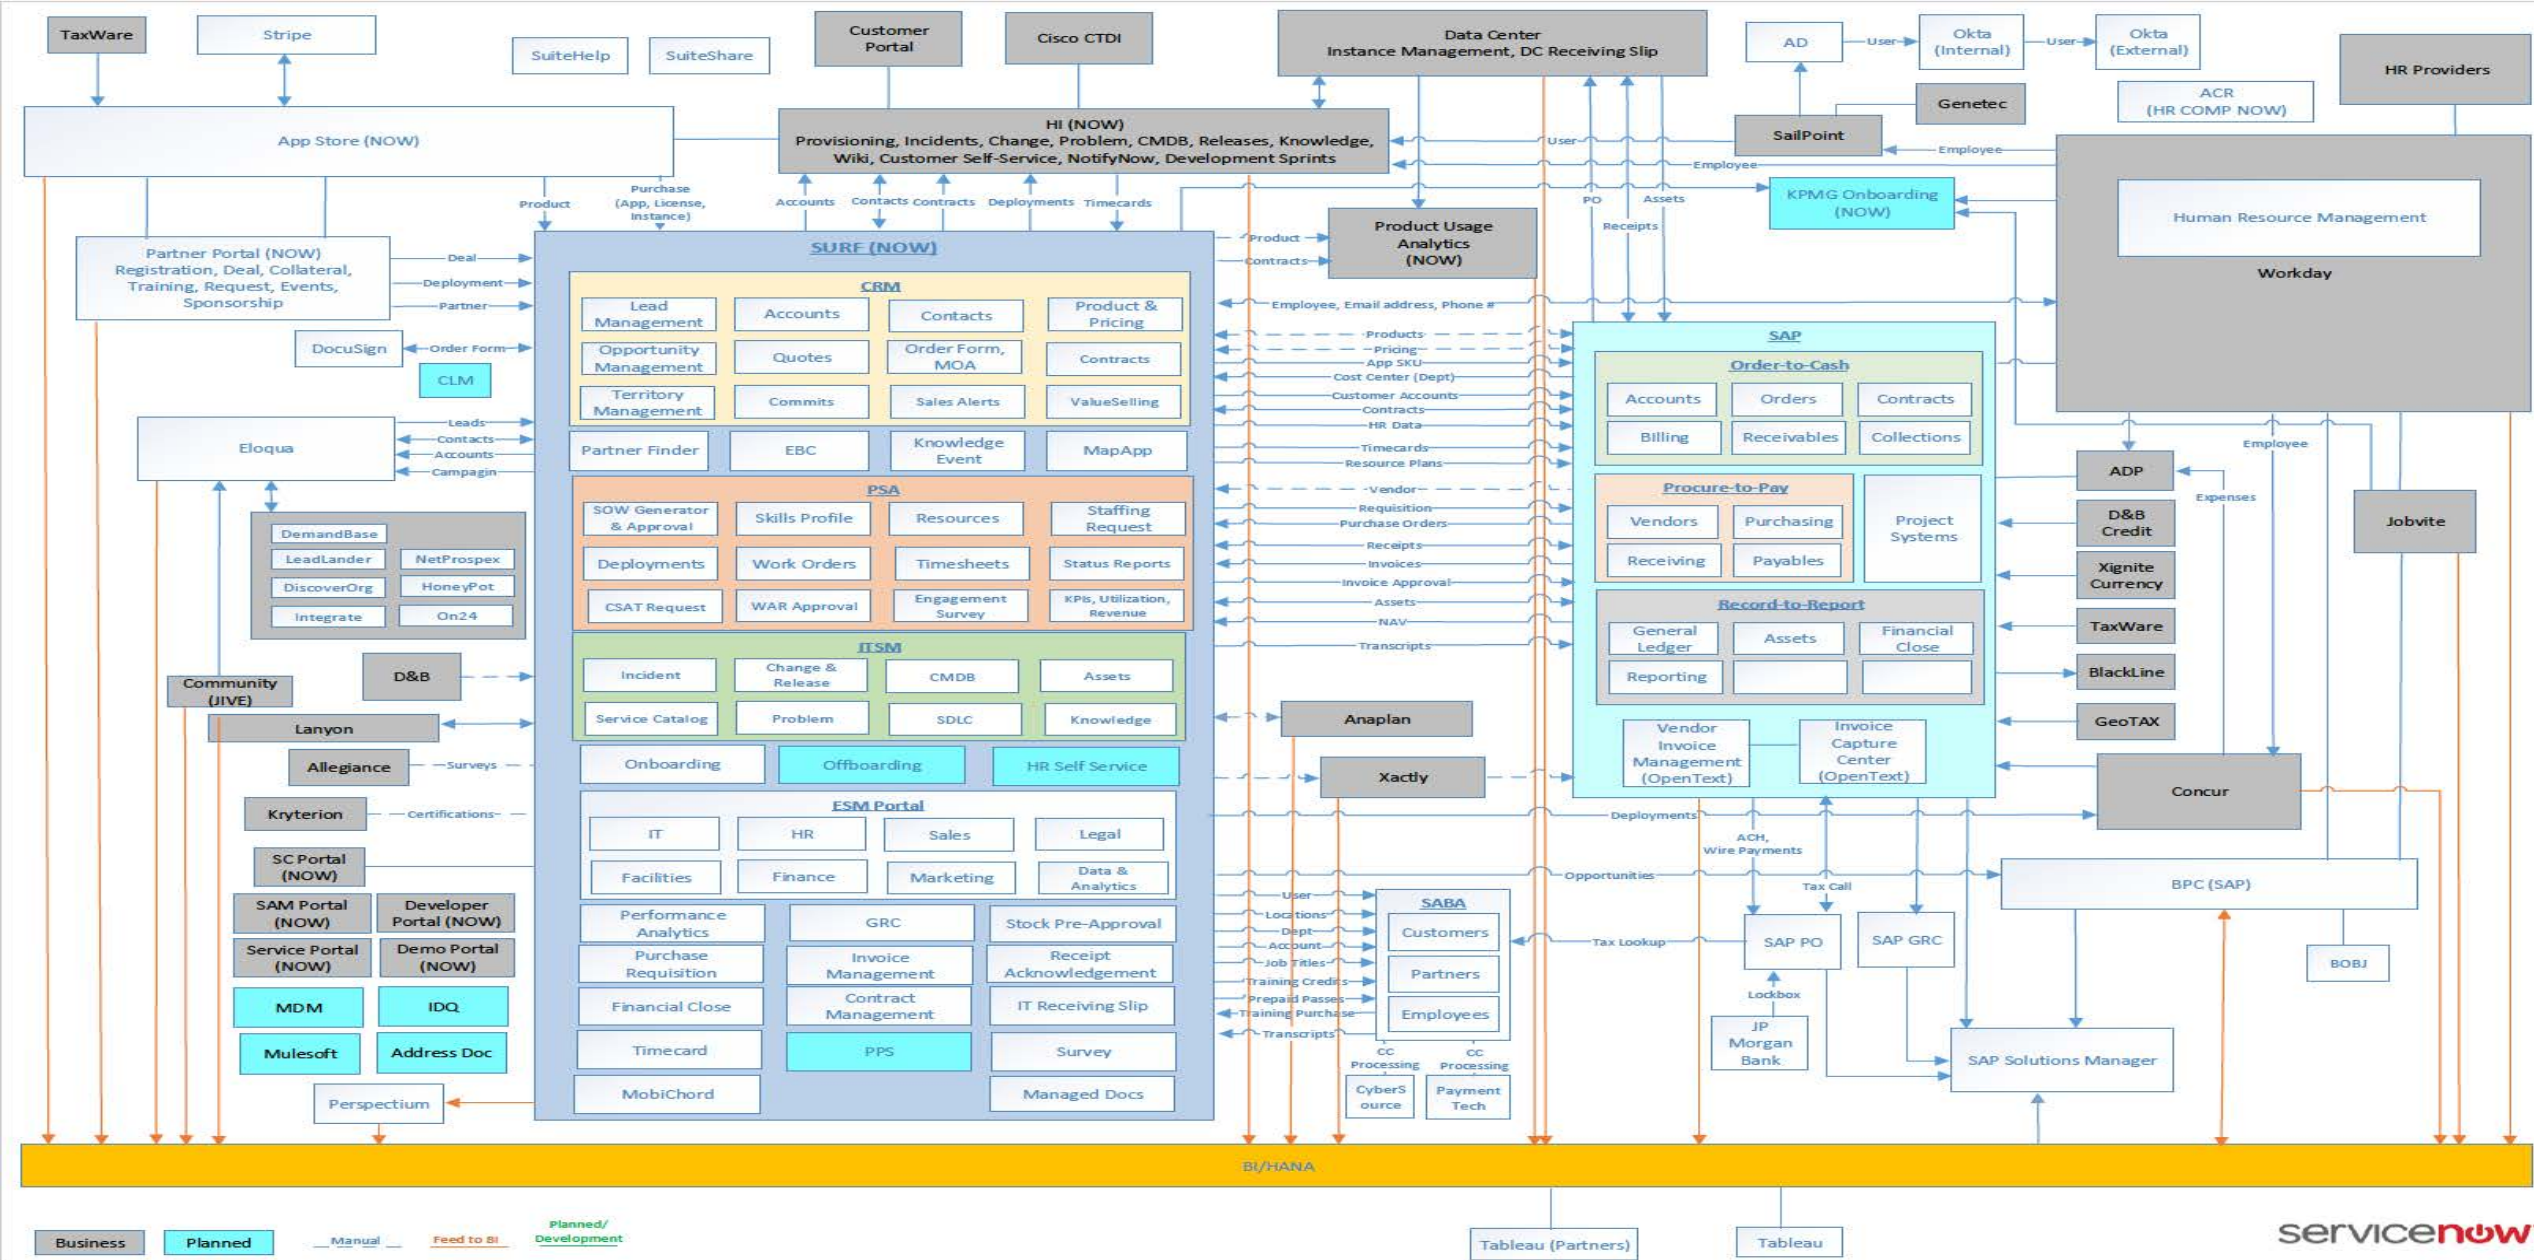 TaxWare
Stripe
SuiteHelp
SuiteShare
Customer
Portal
Cisco CTDI
Data Center
Instance Management, DC Receiving Slip
AD
User
Okta
(Internal)
User
Okta
(External)
HR Providers
ACR
(HR COMP NOW)
Genetec
SailPoint
App Store (NOW)
HI (NOW)
Provisioning, Incidents, Change, Problem, CMDB, Releases, Knowledge,
Wiki, Customer Self-Service, NotifyNow, Development Sprints
User
Employee
Employee
Product
Purchase
(App, License,
Instance)
Accounts
Contacts
Contracts
Deployments
Timecards
PO
Receipts
Assets
KPMG Onboarding
(NOW)
Human Resource Management
Workday
Partner Portal (NOW)
Registration, Deal, Collateral,
Training, Request, Events,
Sponsorship
Deal
Deployment
Partner
DocuSign
Order Form
CLM
Eloqua
Leads
Contacts
Accounts
Campagin
DemandBase
LeadLander
NetProspex
DiscoverOrg
HoneyPot
Integrate
On24
Community
(JIVE)
D&B
Lanyon
Allegiance
Surveys
Kryterion
Certifications
SC Portal
(NOW)
SAM Portal
(NOW)
Developer
Portal (NOW)
Service Portal
(NOW)
Demo Portal
(NOW)
MDM
IDQ
Mulesoft
Address Doc
Perspectium
SURF (NOW)
CRM
Lead
Management
Accounts
Contacts
Product &
Pricing
Opportunity
Management
Quotes
Order Form,
MOA
Contracts
Territory
Management
Commits
Sales Alerts
ValueSelling
Partner Finder
EBC
Knowledge
Event
MapApp
PSA
SOW Generator
& Approval
Skills Profile
Resources
Staffing
Request
Deployments
Work Orders
Timesheets
Status Reports
CSAT Request
WAR Approval
Engagement
Survey
KPIs, Utilization,
Revenue
ITSM
Incident
Change &
Release
CMDB
Assets
Service Catalog
Problem
SDLC
Knowledge
Onboarding
Offboarding
HR Self Service
ESM Portal
IT
HR
Sales
Legal
Facilities
Finance
Marketing
Data &
Analytics
Performance
Analytics
GRC
Stock Pre-Approval
Purchase
Requisition
Invoice
Management
Receipt
Acknowledgement
Financial Close
Contract
Management
IT Receiving Slip
Timecard
PPS
Survey
MobiChord
Managed Docs
Product
Contracts
Product Usage
Analytics
(NOW)
Employee, Email address, Phone #
Products
Pricing
App SKU
Cost Center (Dept)
Customer Accounts
Contracts
HR Data
Timecards
Resource Plans
Vendor
Requisition
Purchase Orders
Receipts
Invoices
Invoice Approval
Assets
NAV
Transcripts
Anaplan
Xactly
Deployments
Opportunities
User
Locations
Dept
Account
Job Titles
Training Credits
Prepaid Passes
Training Purchase
Transcripts
SABA
Customers
Partners
Employees
CC
Processing
CC
Processing
CyberS
ource
Payment
Tech
SAP
Order-to-Cash
Accounts
Orders
Contracts
Billing
Receivables
Collections
Procure-to-Pay
Vendors
Purchasing
Receiving
Payables
Project
Systems
Record-to-Report
General
Ledger
Assets
Financial
Close
Reporting
Vendor
Invoice
Management
(OpenText)
Invoice
Capture
Center
(OpenText)
ACH,
Wire Payments
Tax Call
Tax Lookup
SAP PO
SAP GRC
Lockbox
JP
Morgan
Bank
SAP Solutions Manager
Employee
ADP
Expenses
D&B
Credit
Jobvite
Xignite
Currency
TaxWare
BlackLine
GeoTAX
Concur
BPC (SAP)
BOBJ
BI/HANA
Business
Planned
Manual
Feed to BI
Planned/
Development
Tableau (Partners)
Tableau
servicenow